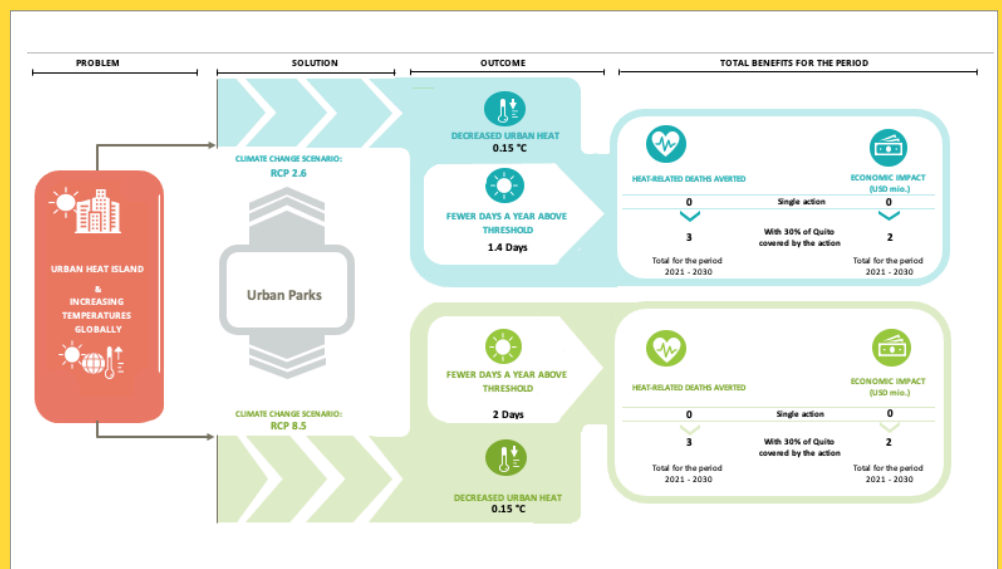 PROBLEM
SOLUTION
OUTCOME
TOTAL BENEFITS FOR THE PERIOD
URBAN HEAT ISLAND
&
INCREASING
TEMPERATURES
GLOBALLY
CLIMATE CHANGE SCENARIO:
RCP 2.6
Urban Parks
CLIMATE CHANGE SCENARIO:
RCP 8.5
DECREASED URBAN HEAT
0.15 °C
FEWER DAYS A YEAR ABOVE
THRESHOLD
1.4 Days
HEAT-RELATED DEATHS AVERTED
ECONOMIC IMPACT
(USD mio.)
0
Single action
0
3
With 30% of Quito
covered by the action
2
Total for the period
2021 - 2030
Total for the period
2021 - 2030
FEWER DAYS A YEAR ABOVE
THRESHOLD
2 Days
DECREASED URBAN HEAT
0.15 °C
HEAT-RELATED DEATHS AVERTED
ECONOMIC IMPACT
(USD mio.)
0
Single action
0
3
With 30% of Quito
covered by the action
2
Total for the period
2021 - 2030
Total for the period
2021 - 2030